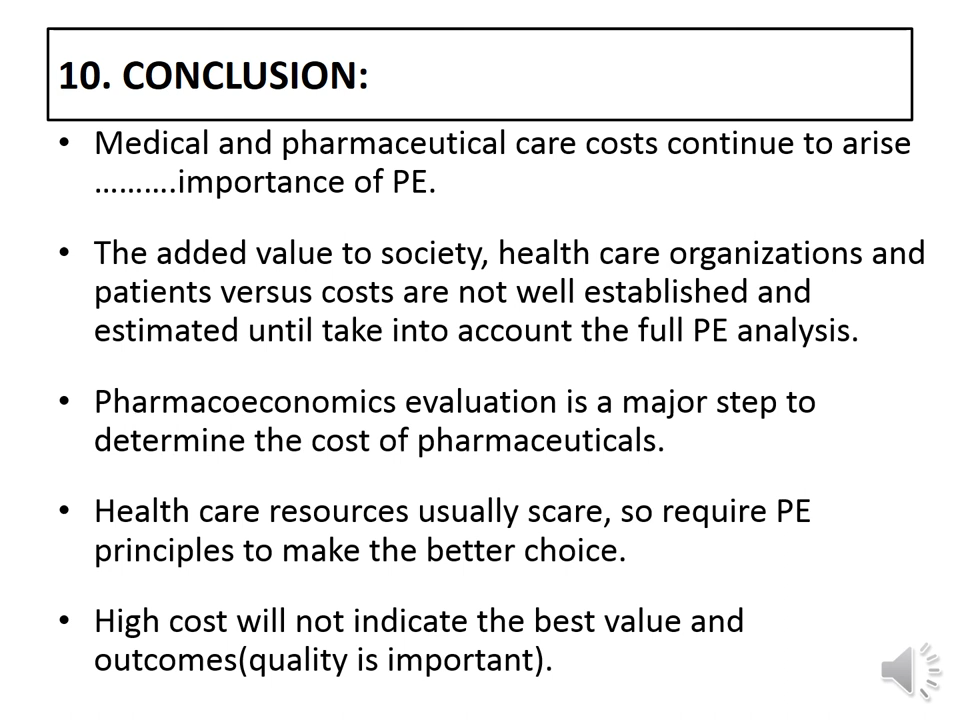 10. CONCLUSION:
• Medical and pharmaceutical care costs continue to arise
……….importance of PE.
• The added value to society, health care organizations and
patients versus costs are not well established and
estimated until take into account the full PE analysis.
• Pharmacoeconomics evaluation is a major step to
determine the cost of pharmaceuticals.
• Health care resources usually scare, so require PE
principles to make the better choice.
• High cost will not indicate the best value and
outcomes(quality is important).